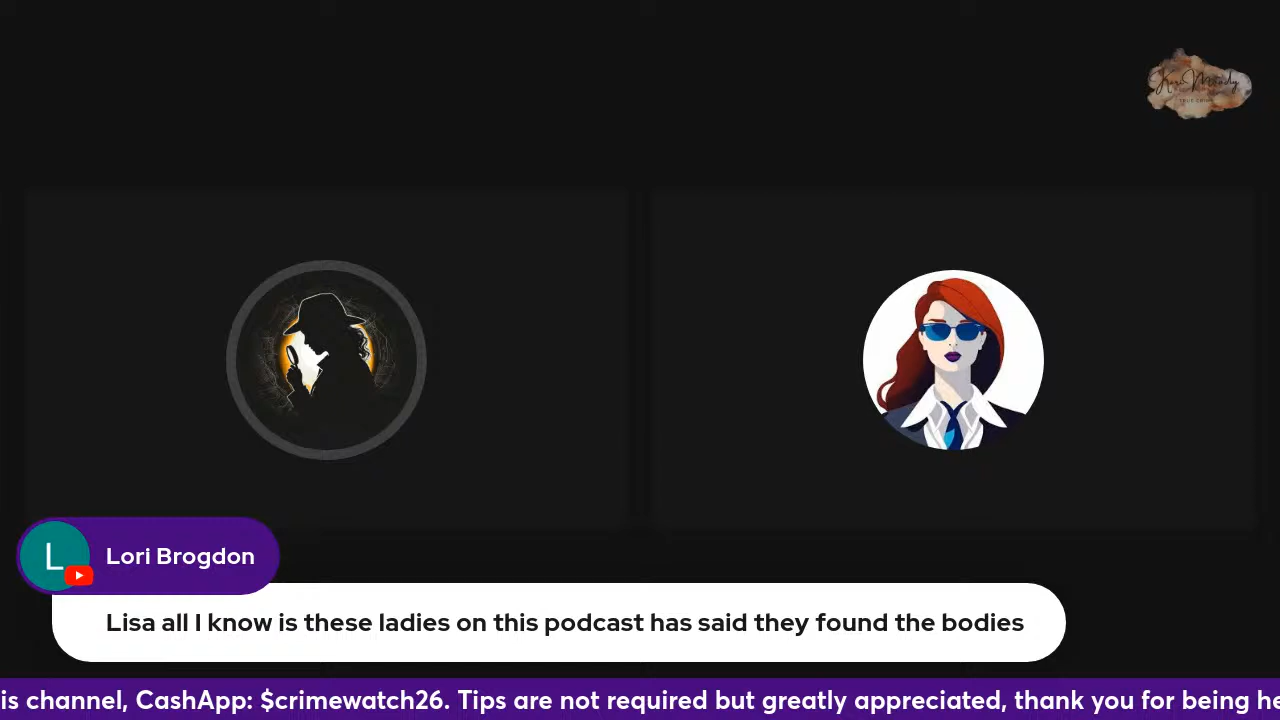 L
Lori Brogdon
Lisa all I know is these ladies on this podcast has said they found the bodies
is channel, CashApp: $crimewatch26. Tips are not required but greatly appreciated, thank you for being he